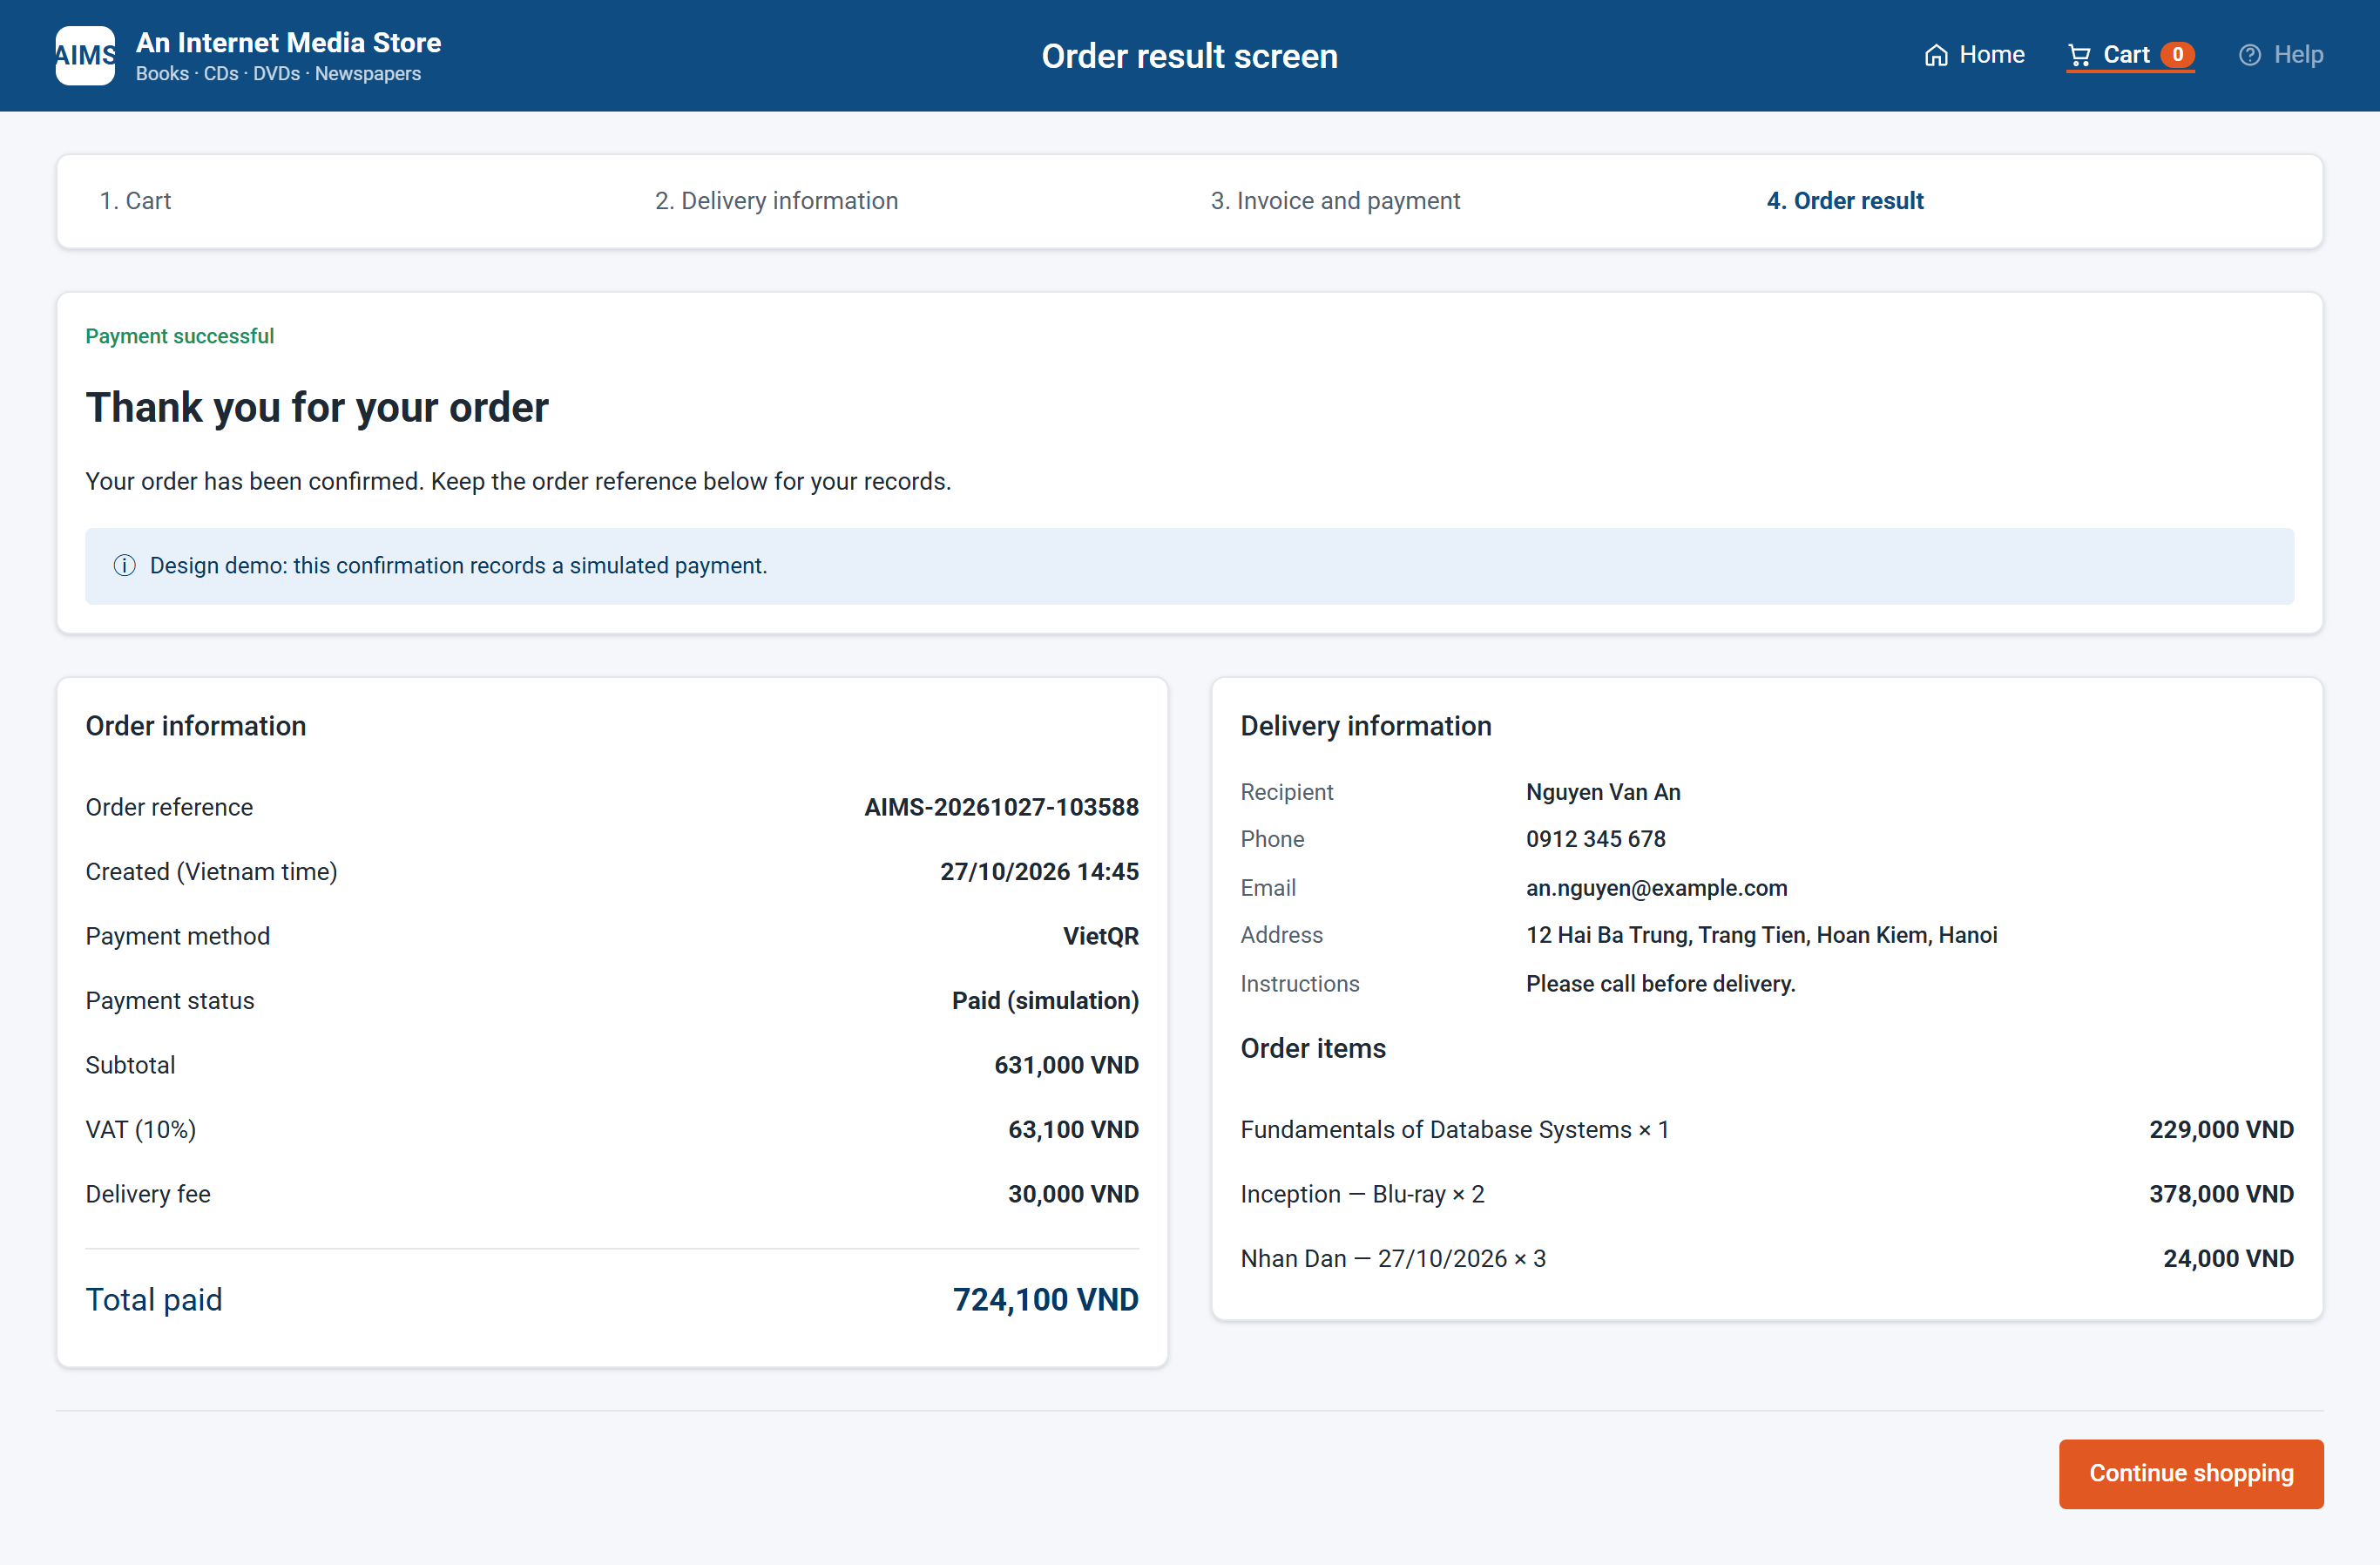 AIMS
An Internet Media Store
Books · CDs · DVDs · Newspapers
Order result screen
Home
Cart 0
Help
1. Cart
2. Delivery information
3. Invoice and payment
4. Order result
Payment successful
Thank you for your order
Your order has been confirmed. Keep the order reference below for your records.
Design demo: this confirmation records a simulated payment.
Order information
Order reference AIMS-20261027-103588
Created (Vietnam time) 27/10/2026 14:45
Payment method VietQR
Payment status Paid (simulation)
Subtotal 631,000 VND
VAT (10%) 63,100 VND
Delivery fee 30,000 VND
Total paid 724,100 VND
Delivery information
Recipient Nguyen Van An
Phone 0912 345 678
Email an.nguyen@example.com
Address 12 Hai Ba Trung, Trang Tien, Hoan Kiem, Hanoi
Instructions Please call before delivery.
Order items
Fundamentals of Database Systems × 1 229,000 VND
Inception — Blu-ray × 2 378,000 VND
Nhan Dan — 27/10/2026 × 3 24,000 VND
Continue shopping